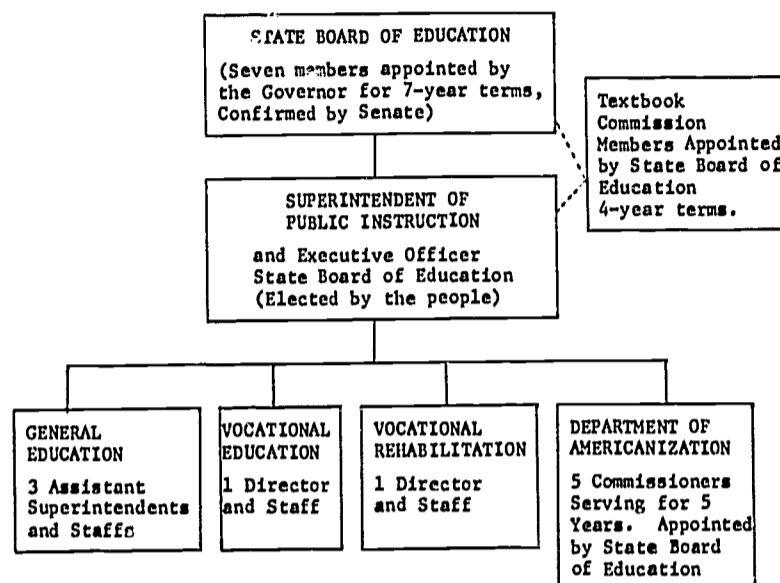 STATE BOARD OF EDUCATION
(Seven members appointed by
the Governor for 7-year terms,
Confirmed by Senate)
Textbook
Commission
Members Appointed
by State Board of
Education
4-year terms.
SUPERINTENDENT OF
PUBLIC INSTRUCTION
and Executive Officer
State Board of Education
(Elected by the people)
GENERAL
EDUCATION
3 Assistant
Superintendents
and Staffs
VOCATIONAL
EDUCATION
1 Director
and Staff
VOCATIONAL
REHABILITATION
1 Director
and Staff
DEPARTMENT OF
AMERICANIZATION
5 Commissioners
Serving for 5
Years. Appointed
by State Board
of Education